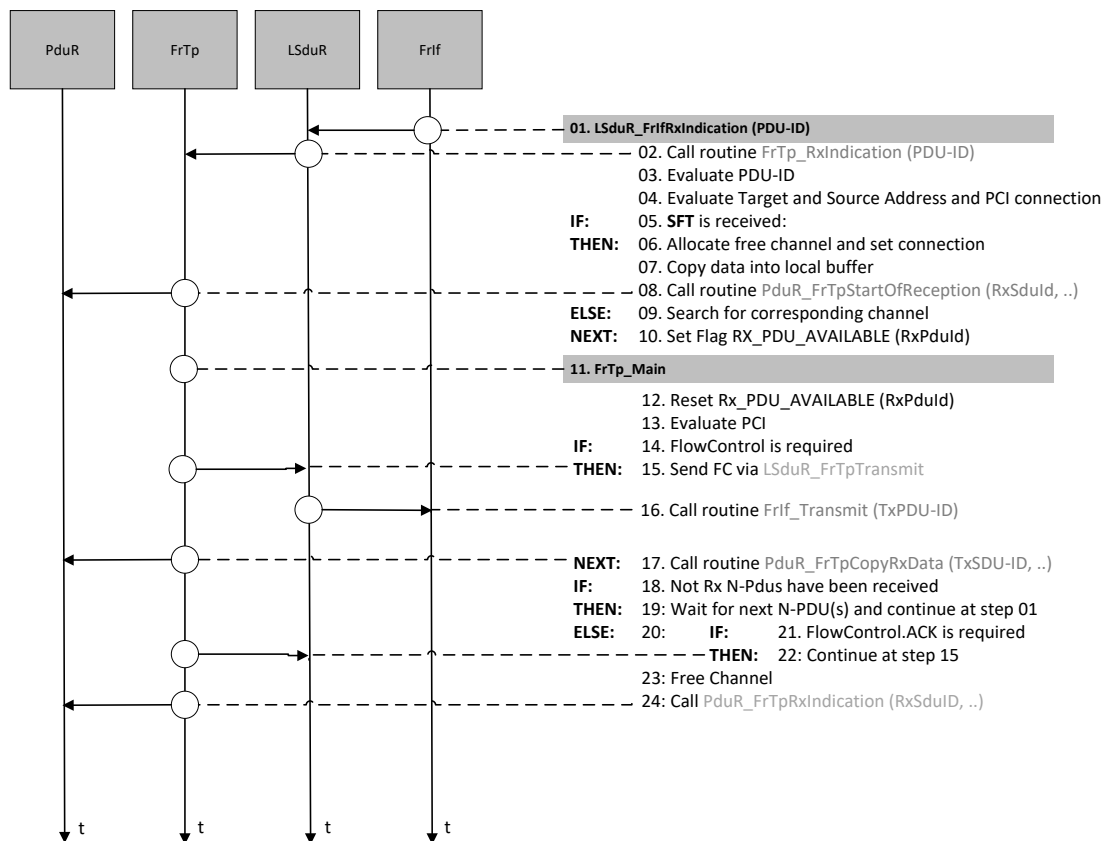 PduR FrTp LSduR FrIf
01. LSduR_FrIfRxIndication (PDU-ID)
02. Call routine FrTp_RxIndication (PDU-ID)
03. Evaluate PDU-ID
04. Evaluate Target and Source Address and PCI connection
IF: 05. SFT is received:
THEN: 06. Allocate free channel and set connection
07. Copy data into local buffer
08. Call routine PduR_FrTpStartOfReception (RxSduId, ..)
ELSE: 09. Search for corresponding channel
NEXT: 10. Set Flag RX_PDU_AVAILABLE (RxPduId)
11. FrTp_Main
12. Reset Rx_PDU_AVAILABLE (RxPduId)
13. Evaluate PCI
IF: 14. FlowControl is required
THEN: 15. Send FC via LSduR_FrTpTransmit
16. Call routine FrIf_Transmit (TxPDU-ID)
NEXT: 17. Call routine PduR_FrTpCopyRxData (TxSDU-ID, ..)
IF: 18. Not Rx N-Pdus have been received
THEN: 19: Wait for next N-PDU(s) and continue at step 01
ELSE: 20: IF: 21. FlowControl.ACK is required
THEN: 22: Continue at step 15
23: Free Channel
24: Call PduR_FrTpRxIndication (RxSduID, ..)
t t t t